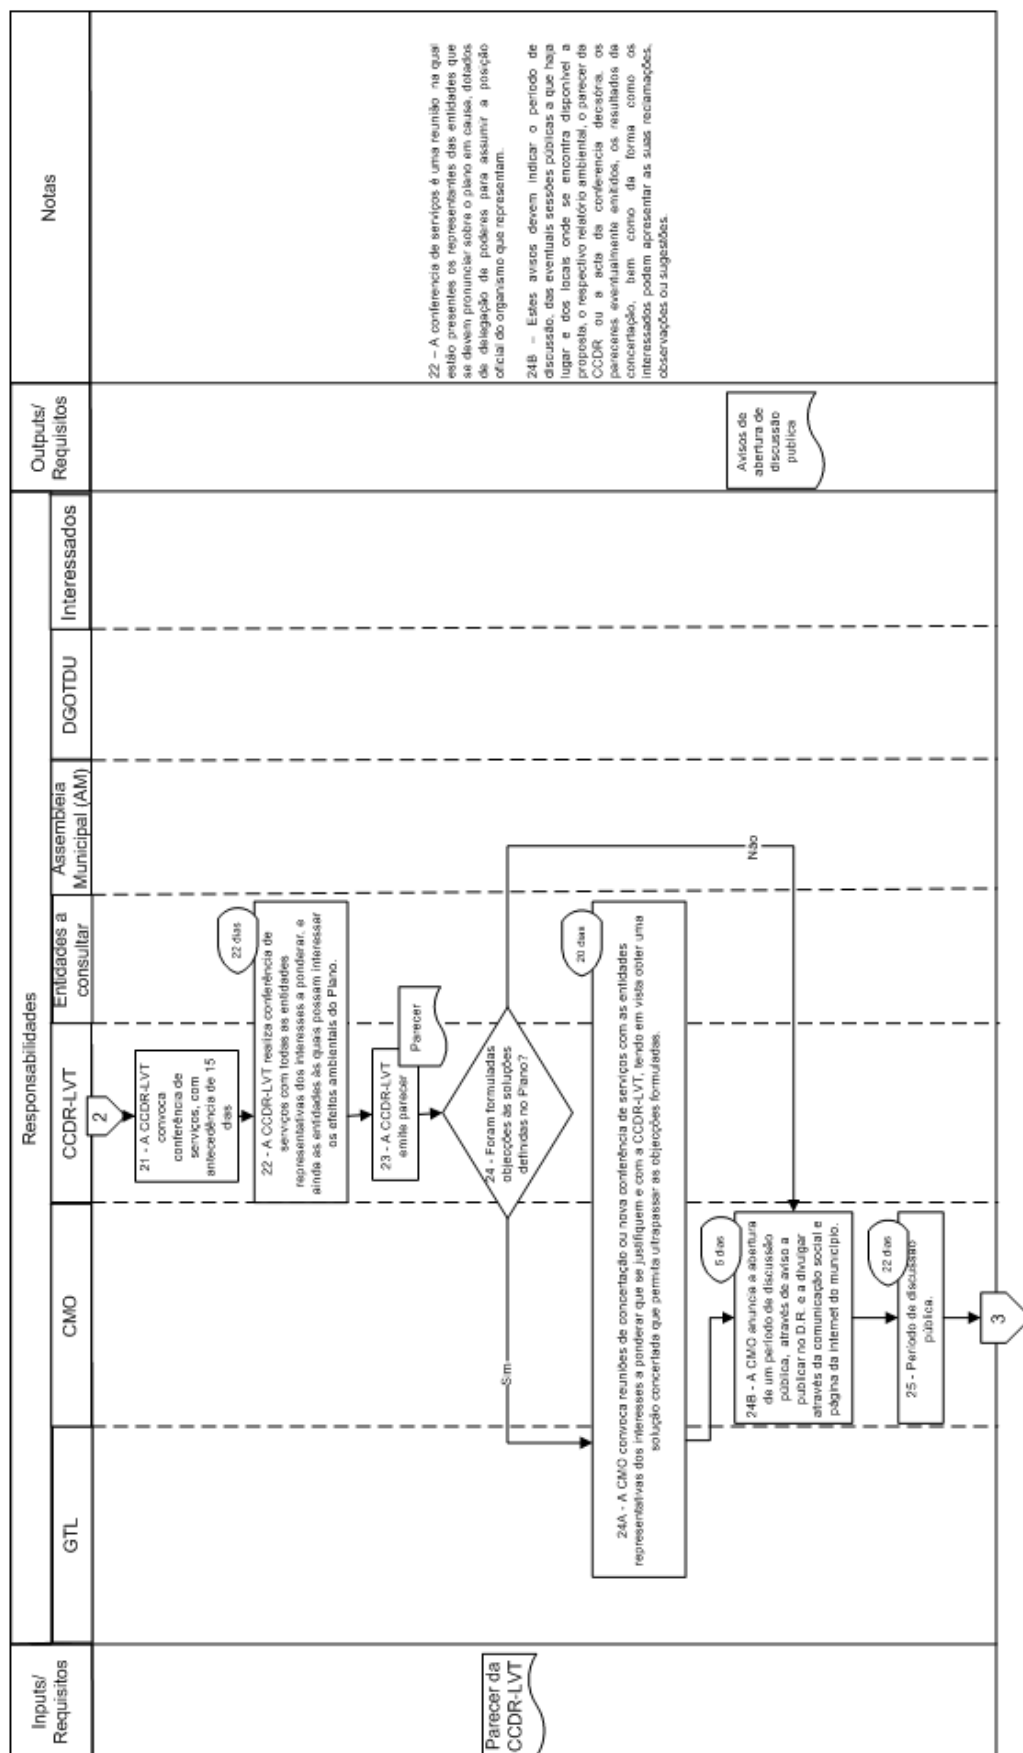 Inputs/
Requisitos
Responsabilidades
Outputs/
Requisitos
Notas
GTL
CMO
CCDR-LVT
Entidades a
consultar
Assembleia
Municipal (AM)
DGOTDU
Interessados
2
21 - A CCDR-LVT
convoca
conferência de
serviços, com
antecedência de 15
dias
22 dias
22 - A CCDR-LVT realiza conferência de
serviços com todas as entidades
representativas dos interesses a ponderar, e
ainda as entidades às quais possam interessar
os efeitos ambientais do Plano.
23 - A CCDR-LVT
emite parecer
Parecer
Parecer da
CCDR-LVT
24 - Foram formuladas
objecções às soluções
definidas no Plano?
Sim
Não
20 dias
24A - A CMO convoca reuniões de concertação ou nova conferência de serviços com as entidades
representativas dos interesses a ponderar que se justifiquem e com a CCDR-LVT, tendo em vista obter uma
solução concertada que permita ultrapassar as objecções formuladas.
5 dias
24B - A CMO anuncia a abertura
de um período de discussão
pública, através de aviso a
publicar no D.R. e a divulgar
através da comunicação social e
página da internet do município.
22 dias
25 - Período de discussão
pública.
3
Avisos de
abertura de
discussão
publica
22 – A conferencia de serviços é uma reunião na qual
estão presentes os representantes das entidades que
se devem pronunciar sobre o plano em causa, dotados
de delegação de poderes para assumir a posição
oficial do organismo que representam.
24B – Estes avisos devem indicar o período de
discussão, das eventuais sessões públicas a que haja
lugar e dos locais onde se encontra disponível a
proposta, o respectivo relatório ambiental, o parecer da
CCDR ou a acta da conferencia decisória, os
pareceres eventualmente emitidos, os resultados da
concertação, bem como da forma como os
interessados podem apresentar as suas reclamações,
observações ou sugestões.